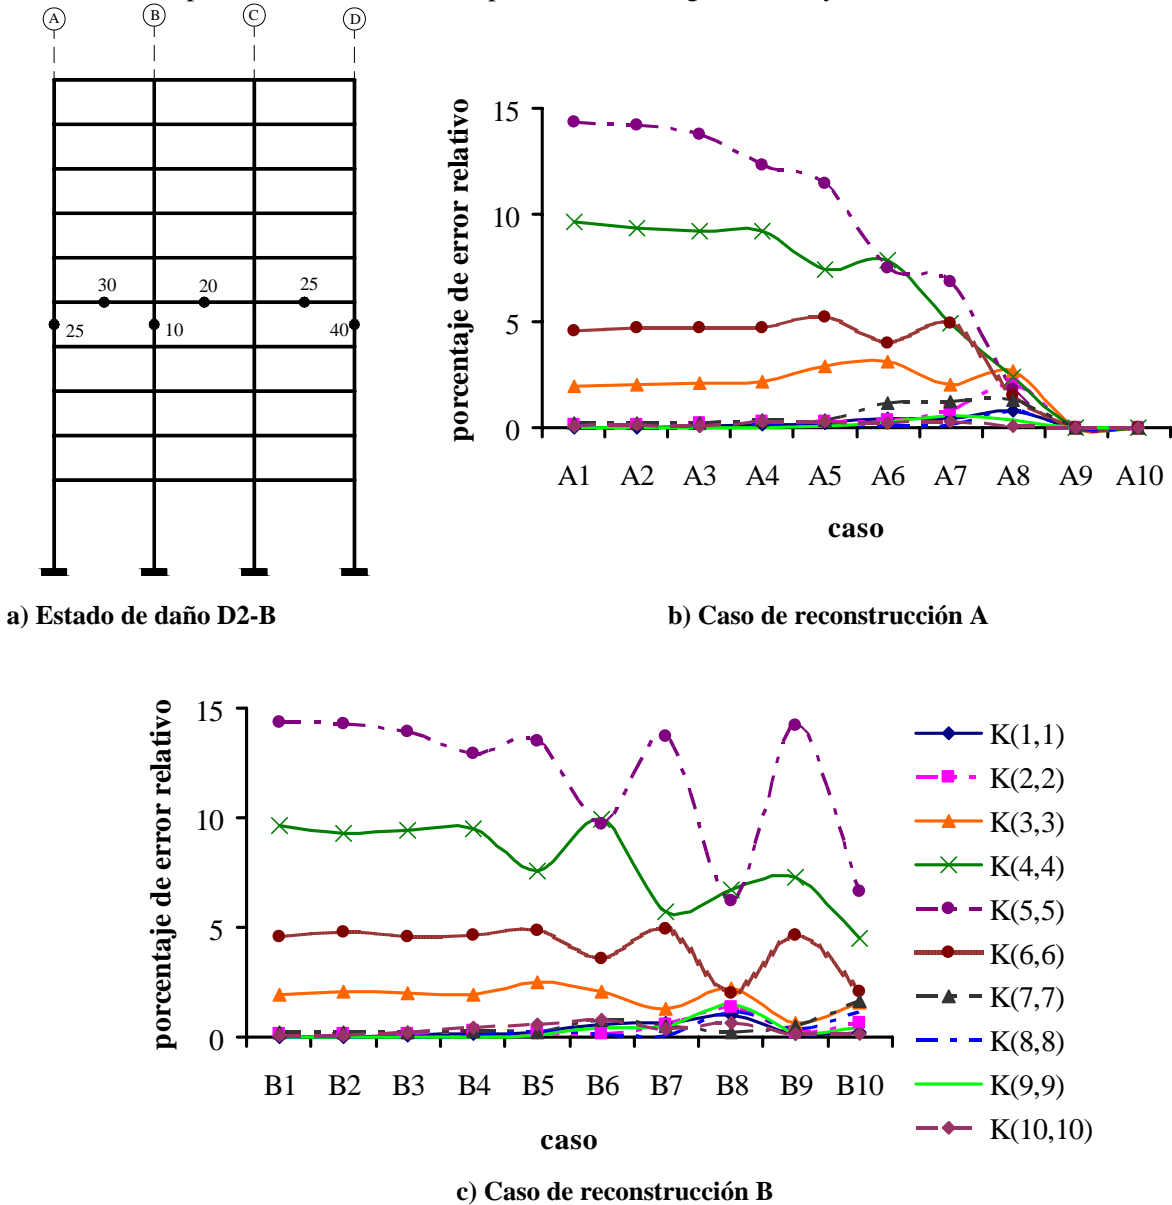 A B C D
30
20
25
25
10
40
a) Estado de daño D2-B
porcentaje de error relativo
15
10
5
0
A1 A2 A3 A4 A5 A6 A7 A8 A9 A10
caso
b) Caso de reconstrucción A
porcentaje de error relativo
15
10
5
0
B1 B2 B3 B4 B5 B6 B7 B8 B9 B10
caso
K(1,1)
K(2,2)
K(3,3)
K(4,4)
K(5,5)
K(6,6)
K(7,7)
K(8,8)
K(9,9)
K(10,10)
c) Caso de reconstrucción B